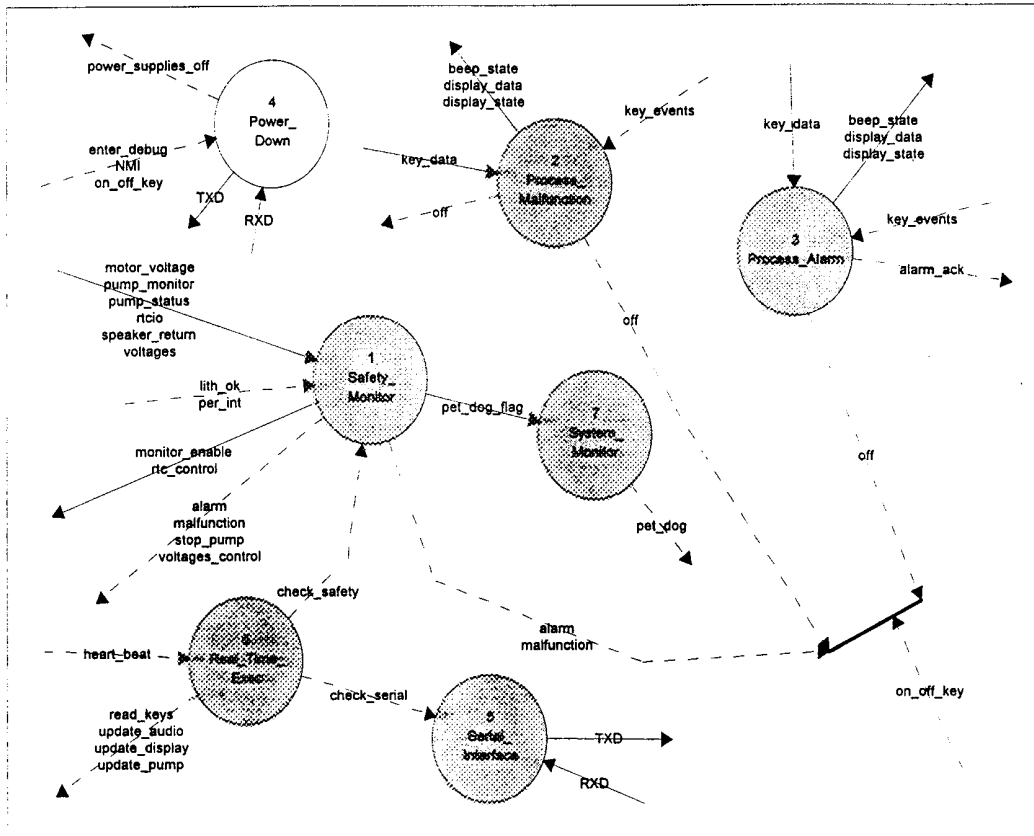 power_supplies_off
4
Power_
Down
enter_debug
NMI
on_off_key
TXD
RXD
beep_state
display_data
display_state
key_events
key_data
2
Process_
Malfunction
off
key_data
beep_state
display_data
display_state
key_events
3
Process_Alarm
alarm_ack
motor_voltage
pump_monitor
pump_status
rtcio
speaker_return
voltages
1
Safety_
Monitor
lith_ok
per_int
off
pet_dog_flag
7
System_
Monitor
monitor_enable
rtc_control
off
alarm
malfunction
stop_pump
voltages_control
pet_dog
check_safety
heart_beat
6
Real_Time_
Exec
alarm
malfunction
on_off_key
check_serial
read_keys
update_audio
update_display
update_pump
5
Serial_
Interface
TXD
RXD